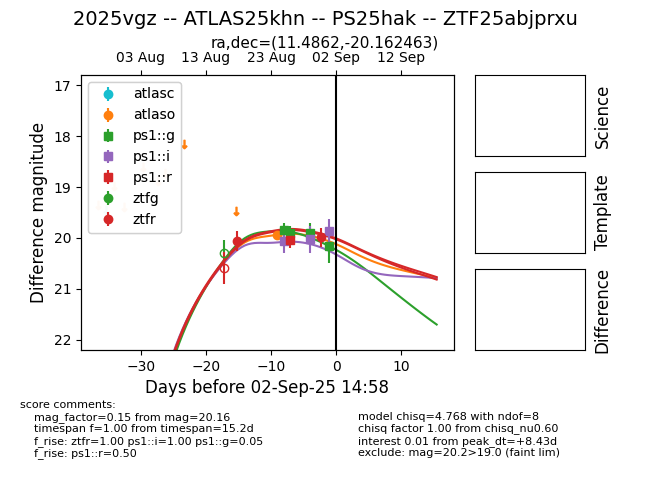 2025vgz -- ATLAS25khn -- PS25hak -- ZTF25abjprxu
ra,dec=(11.4862,-20.162463)
03 Aug 13 Aug 23 Aug 02 Sep 12 Sep
17
18
19
20
21
22
Difference magnitude
atlasc
atlaso
ps1::g
ps1::i
ps1::r
ztfg
ztfr
−30 −20 −10 0 10
Days before 02-Sep-25 14:58
Science
Template
Difference
score comments:
mag_factor=0.15 from mag=20.16
timespan f=1.00 from timespan=15.2d
f_rise: ztfr=1.00 ps1::i=1.00 ps1::g=0.05
f_rise: ps1::r=0.50
model chisq=4.768 with ndof=8
chisq factor 1.00 from chisq_nu0.60
interest 0.01 from peak_dt=+8.43d
exclude: mag=20.2>19.0 (faint lim)